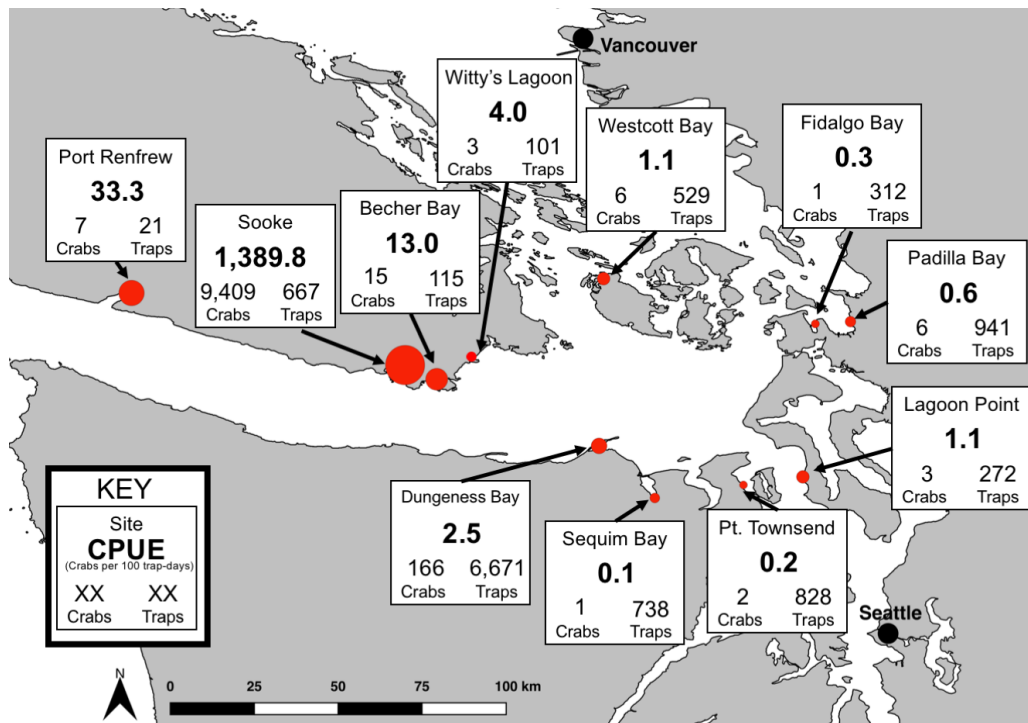 Vancouver
Witty's Lagoon
4.0
3 101
Crabs Traps
Westcott Bay
1.1
6 529
Crabs Traps
Fidalgo Bay
0.3
1 312
Crabs Traps
Port Renfrew
33.3
7 21
Crabs Traps
Sooke
1,389.8
9,409 667
Crabs Traps
Becher Bay
13.0
15 115
Crabs Traps
Padilla Bay
0.6
6 941
Crabs Traps
Lagoon Point
1.1
3 272
Crabs Traps
Dungeness Bay
2.5
166 6,671
Crabs Traps
Sequim Bay
0.1
1 738
Crabs Traps
Pt. Townsend
0.2
2 828
Crabs Traps
Seattle
KEY
Site
CPUE
(Crabs per 100 trap-days)
XX XX
Crabs Traps
N
0 25 50 75 100 km